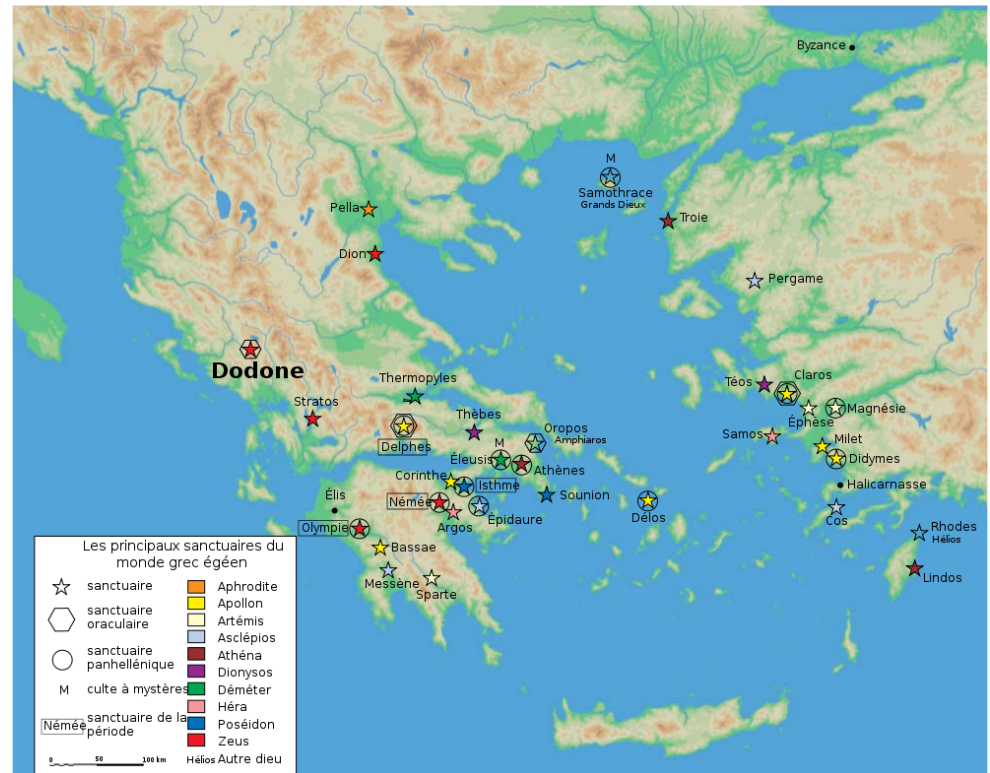 Byzance
M
Samothrace
Grands Dieux
Pella
Troie
Dion
Pergame
Dodone
Thermopyles
Téos
Claros
Stratos
Thèbes
Éphèse
Magnésie
Oropos
Amphiaros
Samos
Delphes
M
Milet
Éleusis
Athènes
Didymes
Corinthe
Isthme
Halicarnasse
Sounion
Élis
Némée
Épidaure
Délos
Cos
Olympie
Argos
Rhodes
Hélios
Bassae
Messène
Sparte
Lindos
Les principaux sanctuaires du
monde grec égéen
sanctuaire
sanctuaire
oraculaire
sanctuaire
panhellénique
M culte à mystères
Némée sanctuaire de la
période
0 50 100 km
Aphrodite
Apollon
Artémis
Asclépios
Athéna
Dionysos
Déméter
Héra
Poséidon
Zeus
Hélios Autre dieu